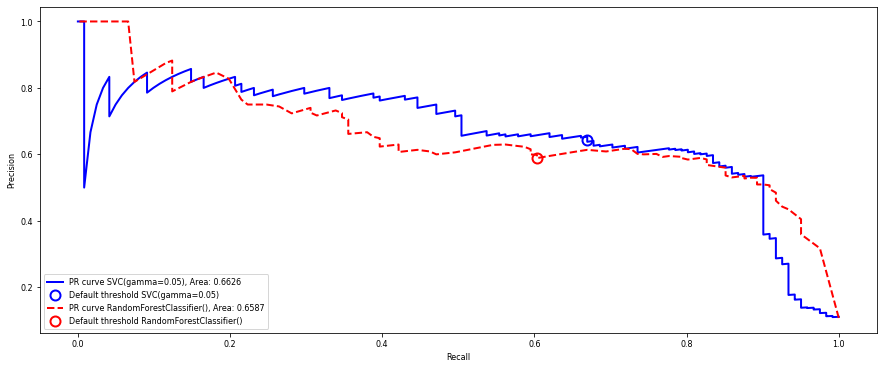 1.0
0.8
0.6
0.4
0.2
Precision
PR curve SVC(gamma=0.05), Area: 0.6626
Default threshold SVC(gamma=0.05)
PR curve RandomForestClassifier(), Area: 0.6587
Default threshold RandomForestClassifier()
0.0 0.2 0.4 0.6 0.8 1.0
Recall